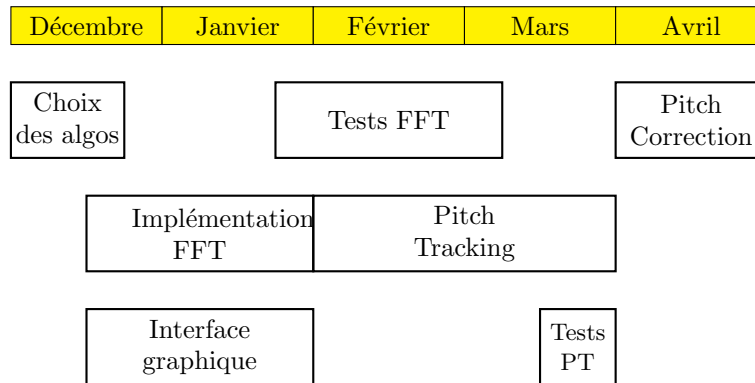 Décembre Janvier Février Mars Avril
Choix
des algos
Tests FFT
Pitch
Correction
Implémentation
FFT
Pitch
Tracking
Interface
graphique
Tests
PT